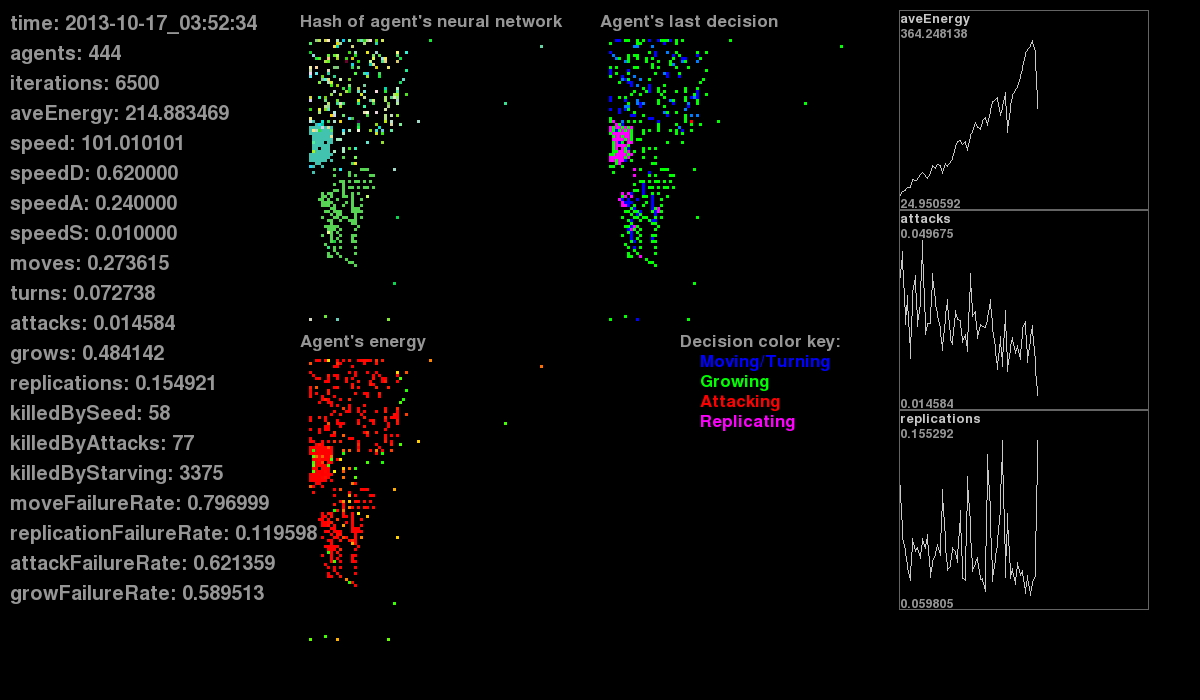 time: 2013-10-17_03:52:34
agents: 444
iterations: 6500
aveEnergy: 214.883469
speed: 101.010101
speedD: 0.620000
speedA: 0.240000
speedS: 0.010000
moves: 0.273615
turns: 0.072738
attacks: 0.014584
grows: 0.484142
replications: 0.154921
killedBySeed: 58
killedByAttacks: 77
killedByStarving: 3375
moveFailureRate: 0.796999
replicationFailureRate: 0.119598
attackFailureRate: 0.621359
growFailureRate: 0.589513
Hash of agent's neural network
Agent's last decision
Agent's energy
Decision color key:
Moving/Turning
Growing
Attacking
Replicating
aveEnergy
364.248138
24.950592
attacks
0.049675
0.014584
replications
0.155292
0.059805